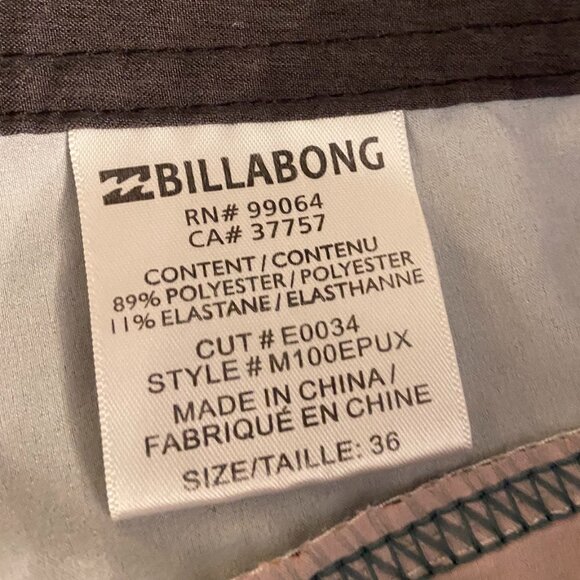 BILLABONG
RN# 99064
CA# 37757
CONTENT / CONTENU
89% POLYESTER / POLYESTER
11% ELASTANE / ELASTHANNE
CUT # E0034
STYLE # M100EPUX
MADE IN CHINA /
FABRIQUÉ EN CHINE
SIZE/TAILLE: 36